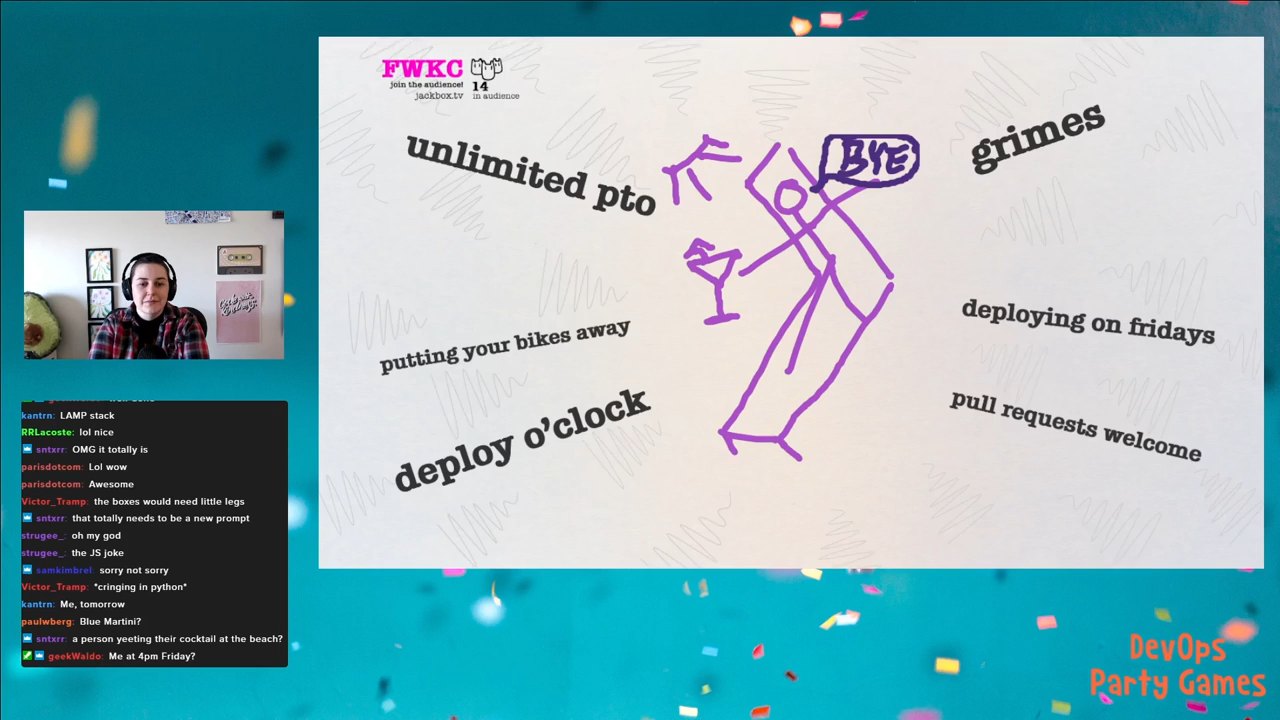 FWKC
join the audience!
jackbox.tv
14
in audience
unlimited pto
grimes
BYE
putting your bikes away
deploying on fridays
deploy o'clock
pull requests welcome
kantrn: LAMP stack
RRLacoste: lol nice
sntxrr: OMG it totally is
parisdotcom: Lol wow
parisdotcom: Awesome
Victor_Tramp: the boxes would need little legs
sntxrr: that totally needs to be a new prompt
strugee_: oh my god
strugee_: the JS joke
samkimbrel: sorry not sorry
Victor_Tramp: *cringing in python*
kantrn: Me, tomorrow
paulwberg: Blue Martini?
sntxrr: a person yeeting their cocktail at the beach?
geekWaldo: Me at 4pm Friday?
DevOps
Party Games